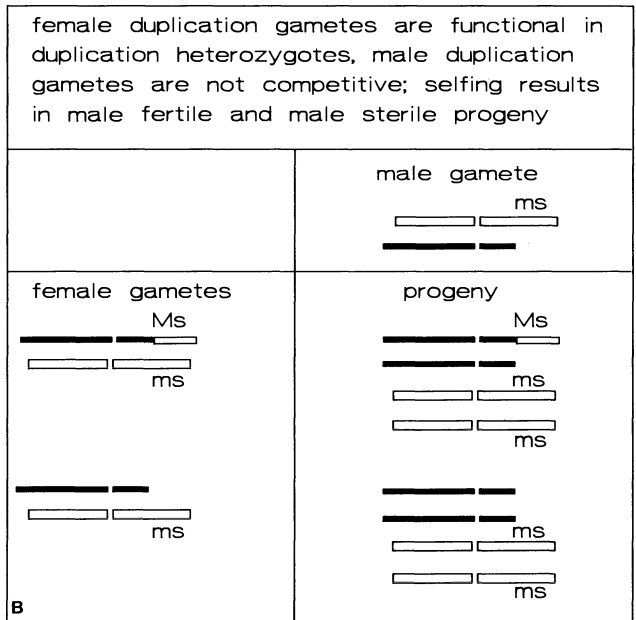 female duplication gametes are functional in
duplication heterozygotes, male duplication
gametes are not competitive; selfing results
in male fertile and male sterile progeny
male gamete
ms
female gametes
Ms
ms
ms
progeny
Ms
ms
ms
ms
ms
B